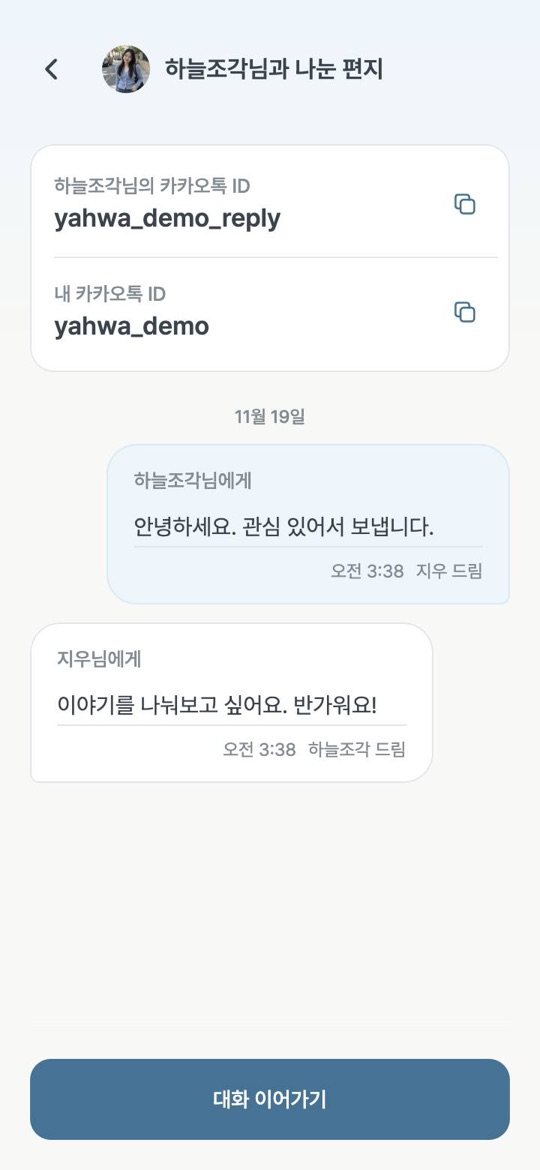 하늘조각님과 나눈 편지
하늘조각님의 카카오톡 ID
yahwa_demo_reply
내 카카오톡 ID
yahwa_demo
11월 19일
하늘조각님에게
안녕하세요. 관심 있어서 보냅니다.
오전 3:38 지우 드림
지우님에게
이야기를 나눠보고 싶어요. 반가워요!
오전 3:38 하늘조각 드림
대화 이어가기